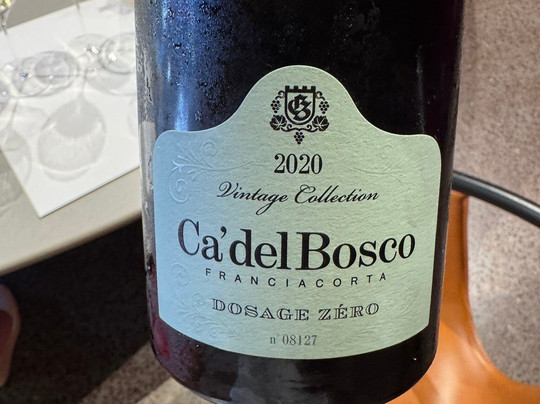 2020
Vintage Collection
Ca'del Bosco
FRANCIACORTA
DOSAGE ZÉRO
n° 08127